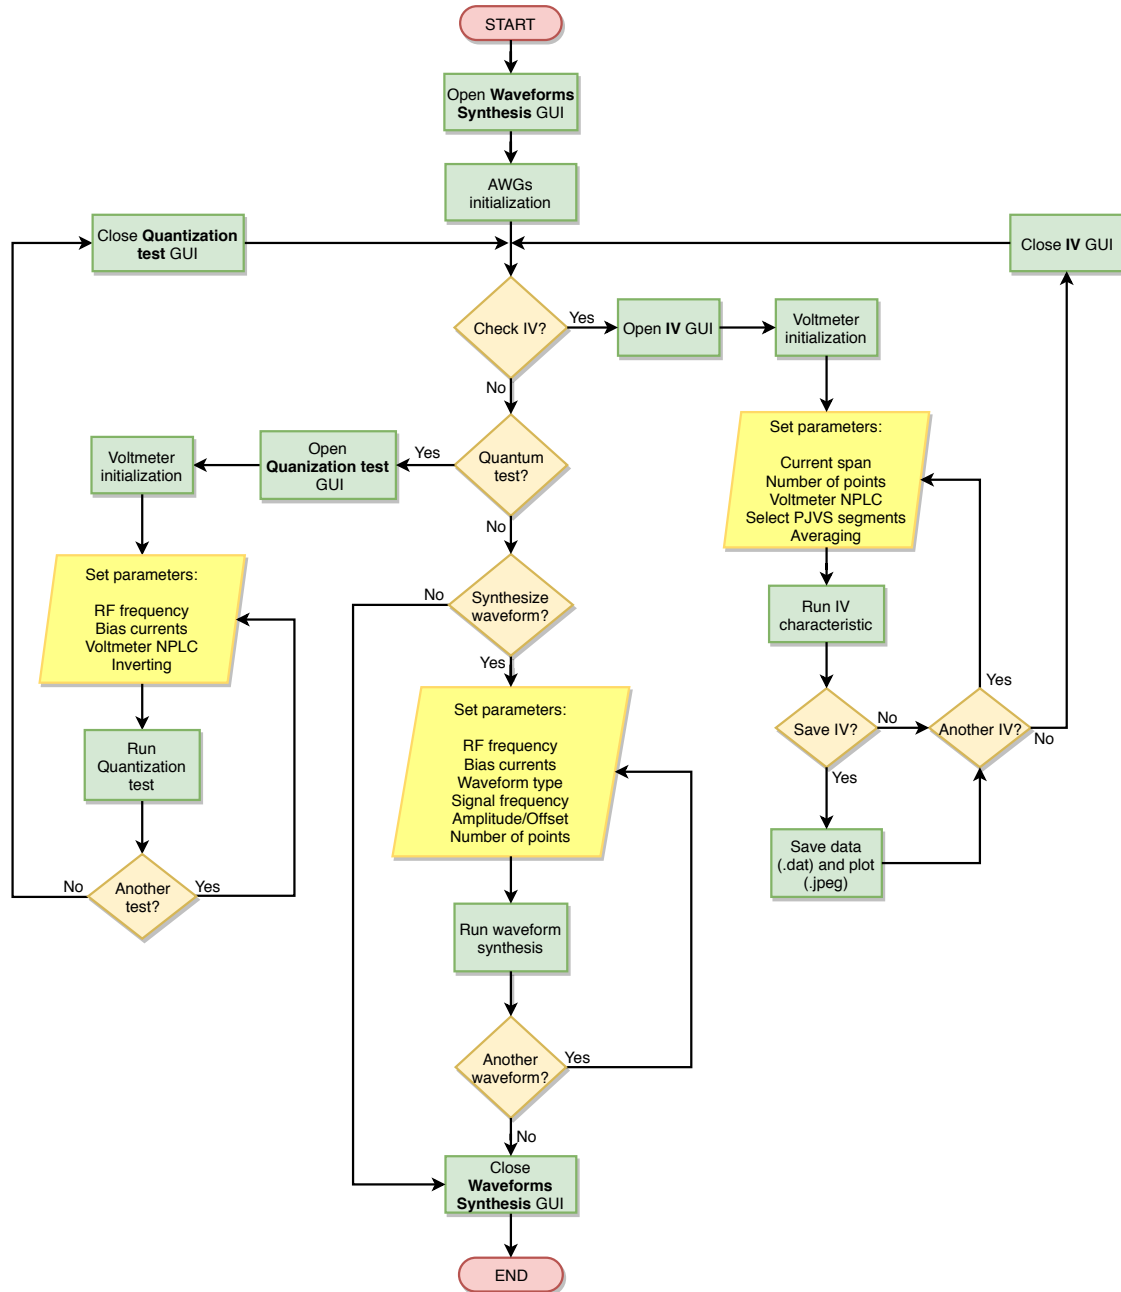 START
Open Waveforms
Synthesis GUI
AWGs
initialization
Close Quantization
test GUI
Close IV GUI
Check IV?
Yes
Open IV GUI
Voltmeter
initialization
No
Set parameters:
Current span
Number of points
Voltmeter NPLC
Select PJVS segments
Averaging
Quantum
test?
Yes
Open
Quanization test
GUI
Voltmeter
initialization
No
Set parameters:
RF frequency
Bias currents
Voltmeter NPLC
Inverting
Synthesize
waveform?
No
Yes
Run IV
characteristic
Save IV?
No
Yes
Another IV?
Yes
No
Save data
(.dat) and plot
(.jpeg)
Run
Quantization
test
Another
test?
No
Yes
Set parameters:
RF frequency
Bias currents
Waveform type
Signal frequency
Amplitude/Offset
Number of points
Run waveform
synthesis
Another
waveform?
Yes
No
Close
Waveforms
Synthesis GUI
END